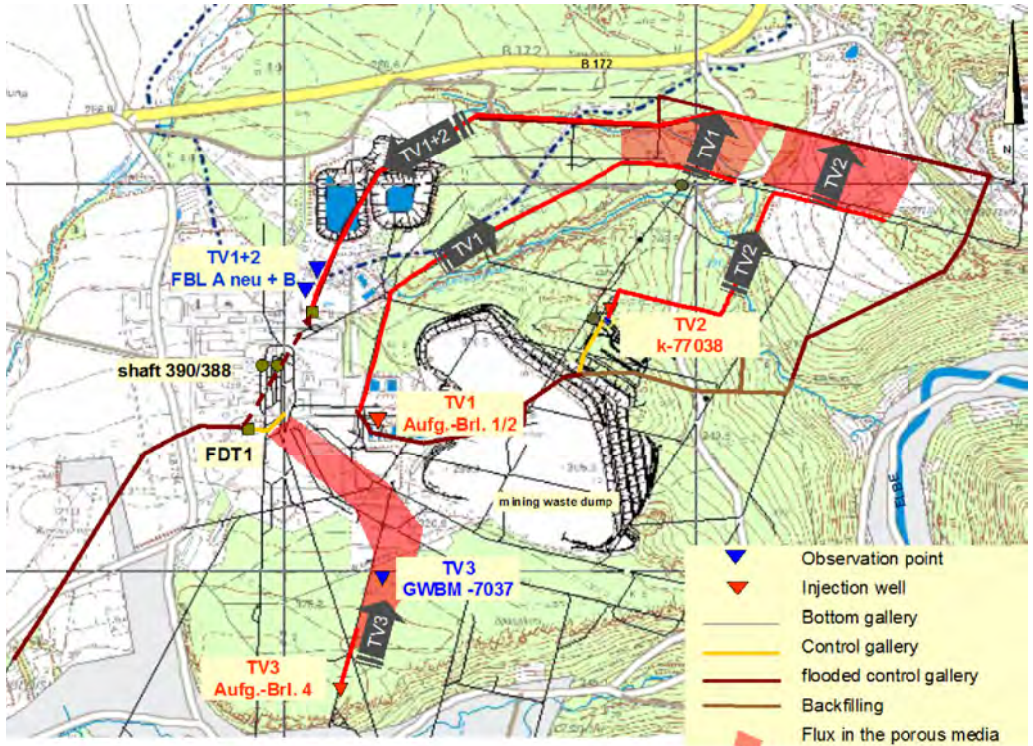 B 172
B 172
TV1+2
TV1
TV2
N
TV1
TV2
TV1+2
FBL A neu + B
TV2
k-77038
shaft 390/388
TV1
Aufg.-Brl. 1/2
FDT1
mining waste dump
ELBE
TV3
GWBM -7037
TV3
TV3
Aufg.-Brl. 4
Observation point
Injection well
Bottom gallery
Control gallery
flooded control gallery
Backfilling
Flux in the porous media